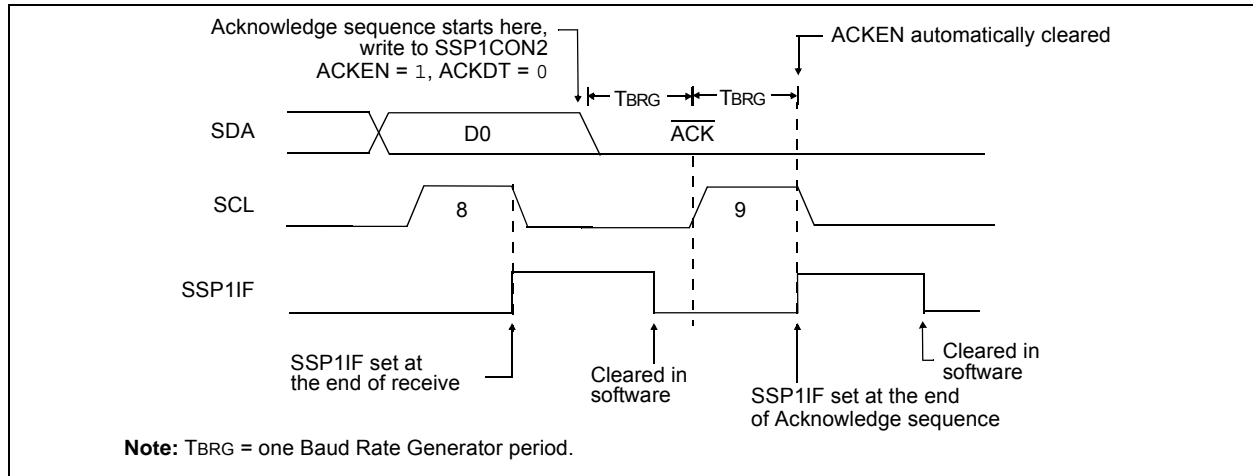 Acknowledge sequence starts here,
write to SSP1CON2
ACKEN = 1, ACKDT = 0
ACKEN automatically cleared
TBRG
TBRG
SDA
D0
ACK
SCL
8
9
SSP1IF
SSP1IF set at
the end of receive
Cleared in
software
SSP1IF set at the end
of Acknowledge sequence
Cleared in
software
Note: TBRG = one Baud Rate Generator period.